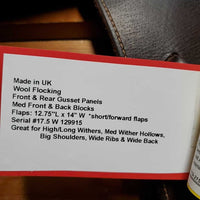 Made in UK
Wool Flocking
Front & Rear Gusset Panels
Med Front & Back Blocks
Flaps: 12.75"L x 14" W *short/forward flaps
Serial #17.5 W 129915
Great for High/Long Withers, Med Wither Hollows,
Big Shoulders, Wide Ribs & Wide Back